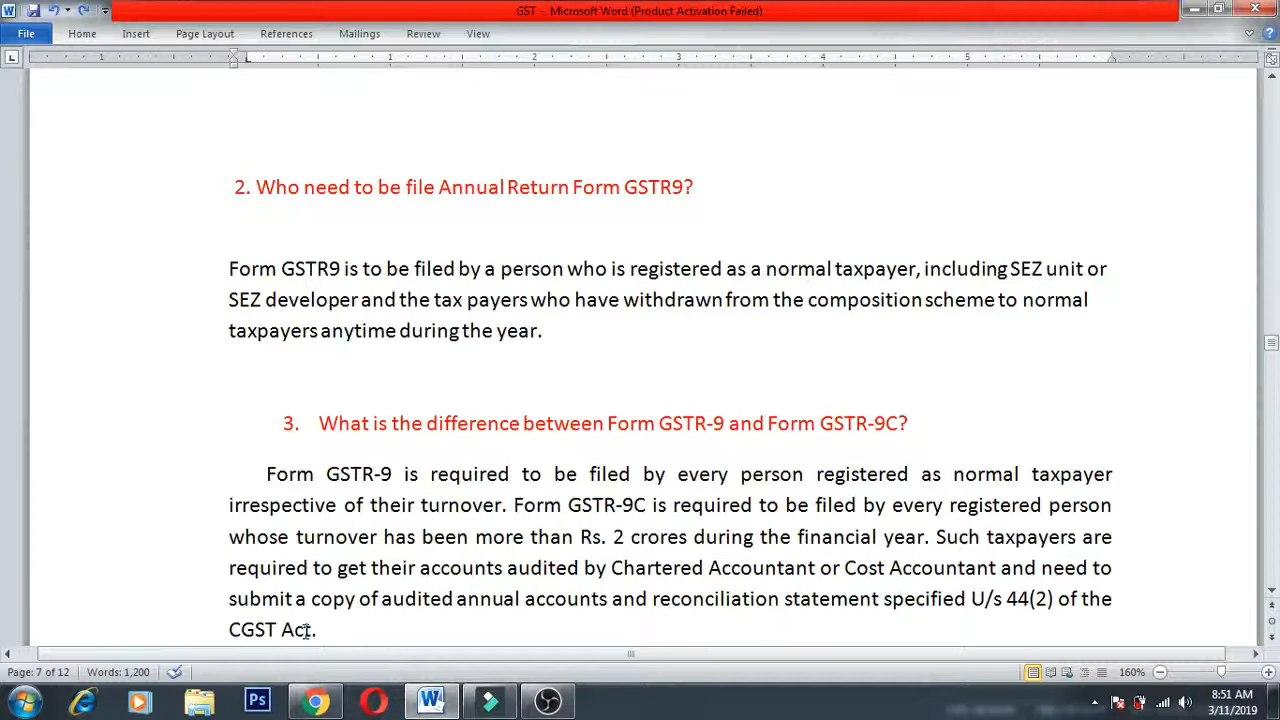 GST - Microsoft Word (Product Activation Failed)
File Home Insert Page Layout References Mailings Review View
1 1 2 3 4 5
2. Who need to be file Annual Return Form GSTR9?
Form GSTR9 is to be filed by a person who is registered as a normal taxpayer, including SEZ unit or
SEZ developer and the tax payers who have withdrawn from the composition scheme to normal
taxpayers anytime during the year.
3. What is the difference between Form GSTR-9 and Form GSTR-9C?
Form GSTR-9 is required to be filed by every person registered as normal taxpayer
irrespective of their turnover. Form GSTR-9C is required to be filed by every registered person
whose turnover has been more than Rs. 2 crores during the financial year. Such taxpayers are
required to get their accounts audited by Chartered Accountant or Cost Accountant and need to
submit a copy of audited annual accounts and reconciliation statement specified U/s 44(2) of the
CGST Act.
Page: 7 of 12 Words: 1,200 160%
Ps W 8:51 AM
3/11/2019